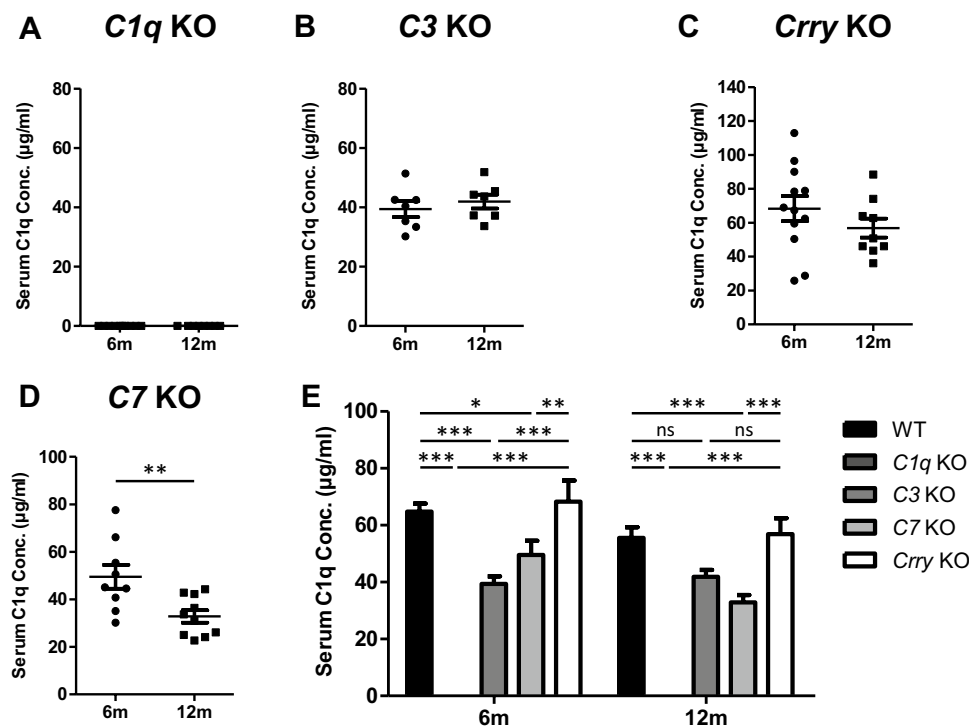 A C1q KO
Serum C1q Conc. (µg/ml)
80
60
40
20
0
6m 12m
B C3 KO
Serum C1q Conc. (µg/ml)
80
60
40
20
0
6m 12m
C Crry KO
Serum C1q Conc. (µg/ml)
140
120
100
80
60
40
20
0
6m 12m
D C7 KO
Serum C1q Conc. (µg/ml)
100
80
60
40
20
0
**
6m 12m
E
Serum C1q Conc. (µg/ml)
100
80
60
40
20
0
* ** *** ***
*** *** ns ns
*** *** *** ***
6m 12m
WT
C1q KO
C3 KO
C7 KO
Crry KO